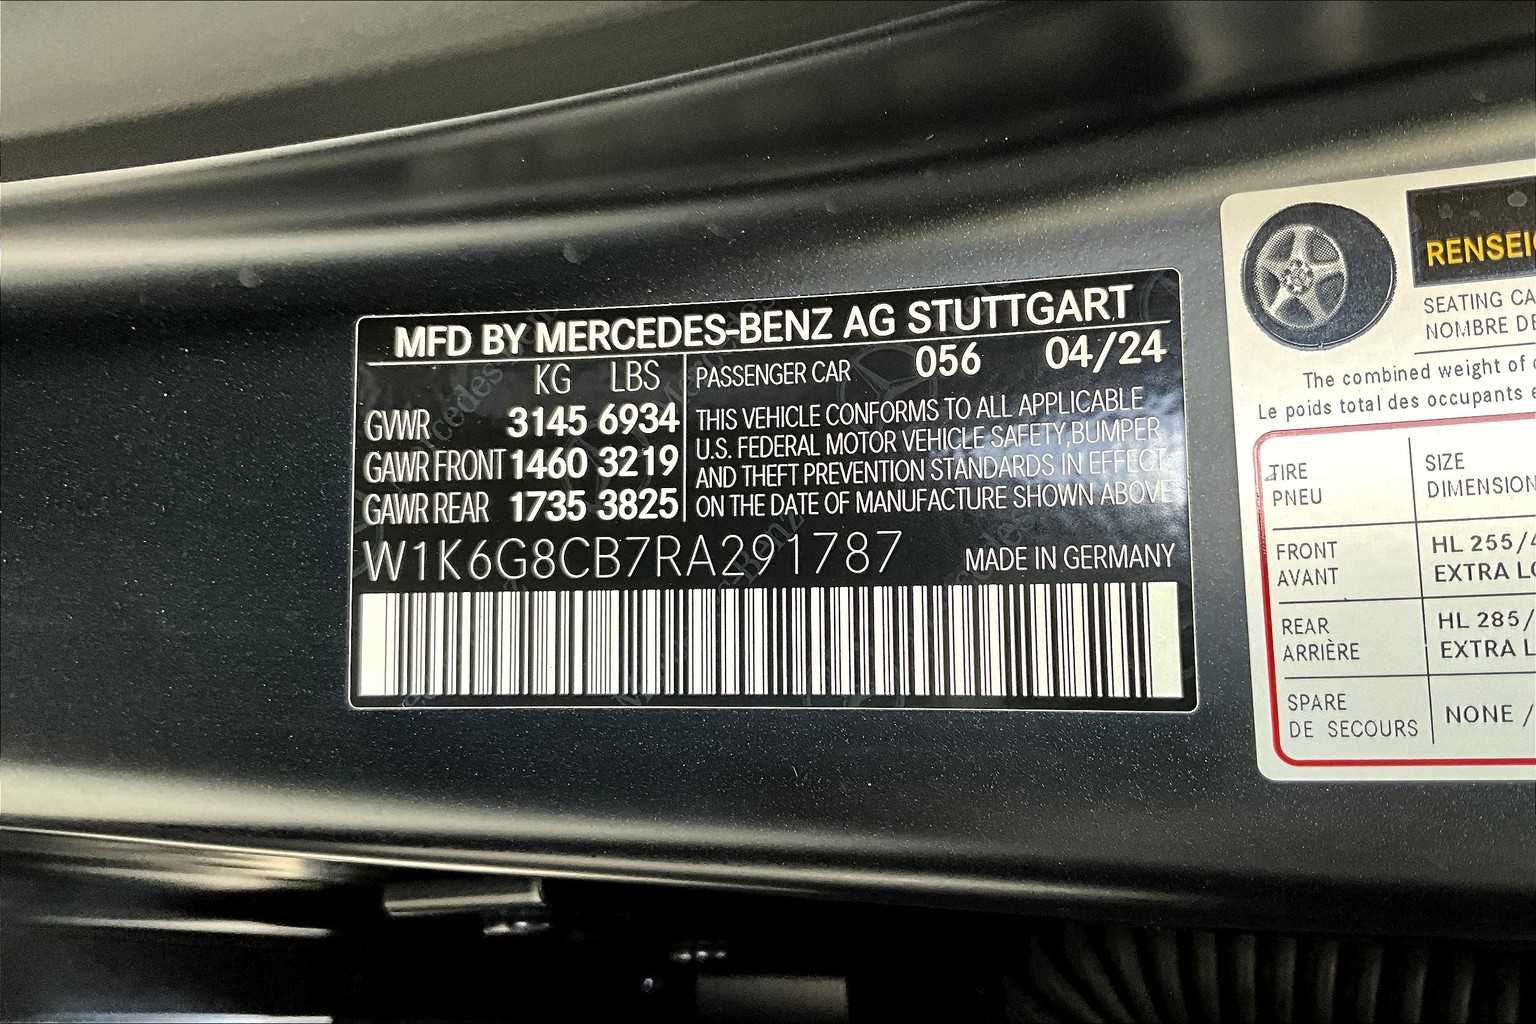 MFD BY MERCEDES-BENZ AG STUTTGART
KG LBS
GVWR 3145 6934
GAWR FRONT 1460 3219
GAWR REAR 1735 3825
PASSENGER CAR 056 04/24
THIS VEHICLE CONFORMS TO ALL APPLICABLE
U.S. FEDERAL MOTOR VEHICLE SAFETY, BUMPER
AND THEFT PREVENTION STANDARDS IN EFFECT
ON THE DATE OF MANUFACTURE SHOWN ABOVE
W1K6G8CB7RA291787 MADE IN GERMANY
RENSEIG
SEATING CA
NOMBRE DE
The combined weight of
Le poids total des occupants
TIRE
PNEU
SIZE
DIMENSION
FRONT
AVANT
HL 255/4
EXTRA LO
REAR
ARRIÈRE
HL 285/
EXTRA L
SPARE
DE SECOURS
NONE /